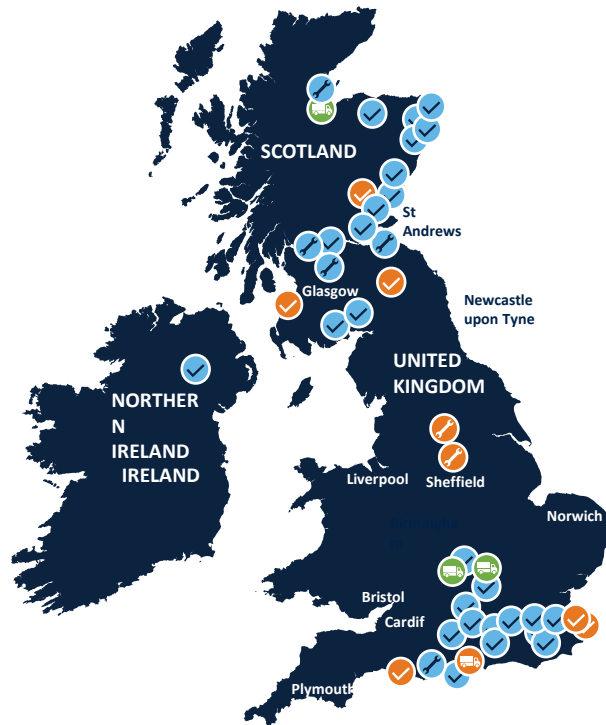 SCOTLAND
St
Andrews
Glasgow
Newcastle
upon Tyne
UNITED
KINGDOM
NORTHER
N
IRELAND
IRELAND
Liverpool
Sheffield
Norwich
Bristol
Cardif
Plymouth